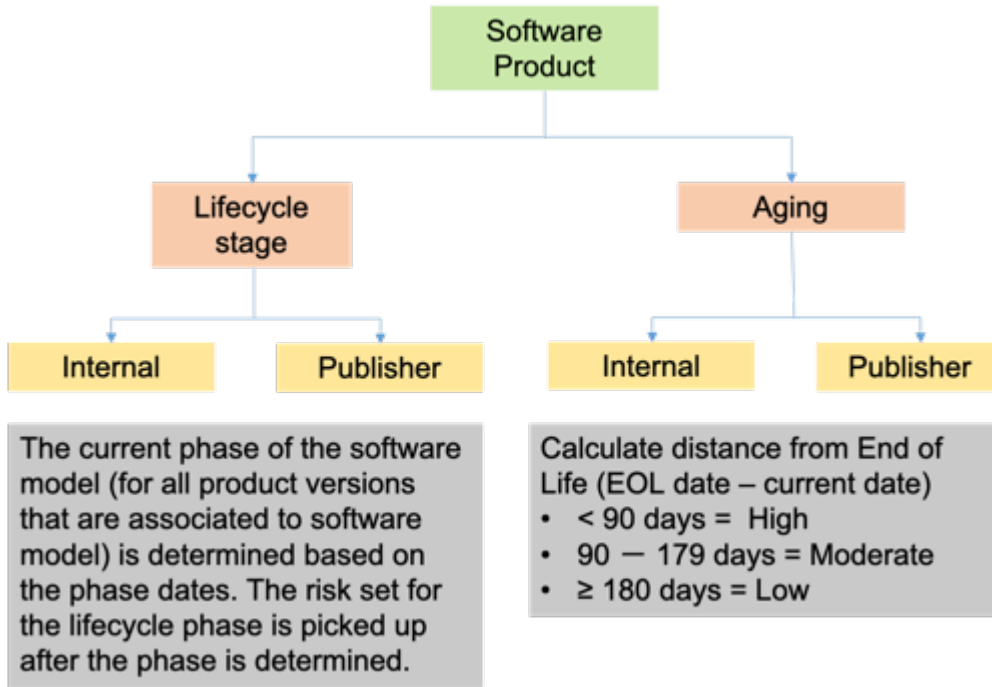 Software
Product
Lifecycle
stage
Aging
Internal
Publisher
Internal
Publisher
The current phase of the software
model (for all product versions
that are associated to software
model) is determined based on
the phase dates. The risk set for
the lifecycle phase is picked up
after the phase is determined.
Calculate distance from End of
Life (EOL date – current date)
• < 90 days = High
• 90 — 179 days = Moderate
• ≥ 180 days = Low